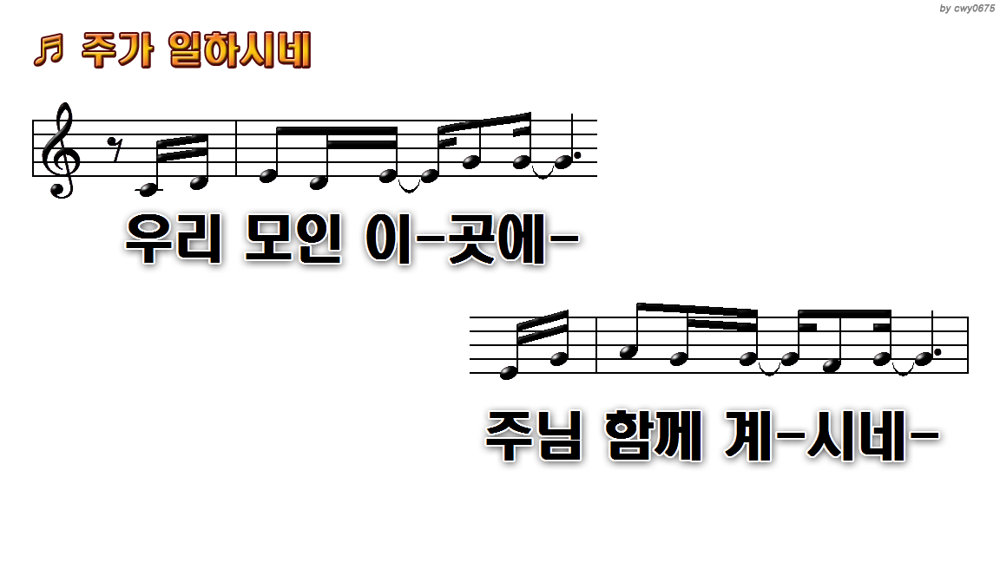 by cwy0675
♬ 주가 일하시네
우리 모인 이-곳에-
주님 함께 계-시네-